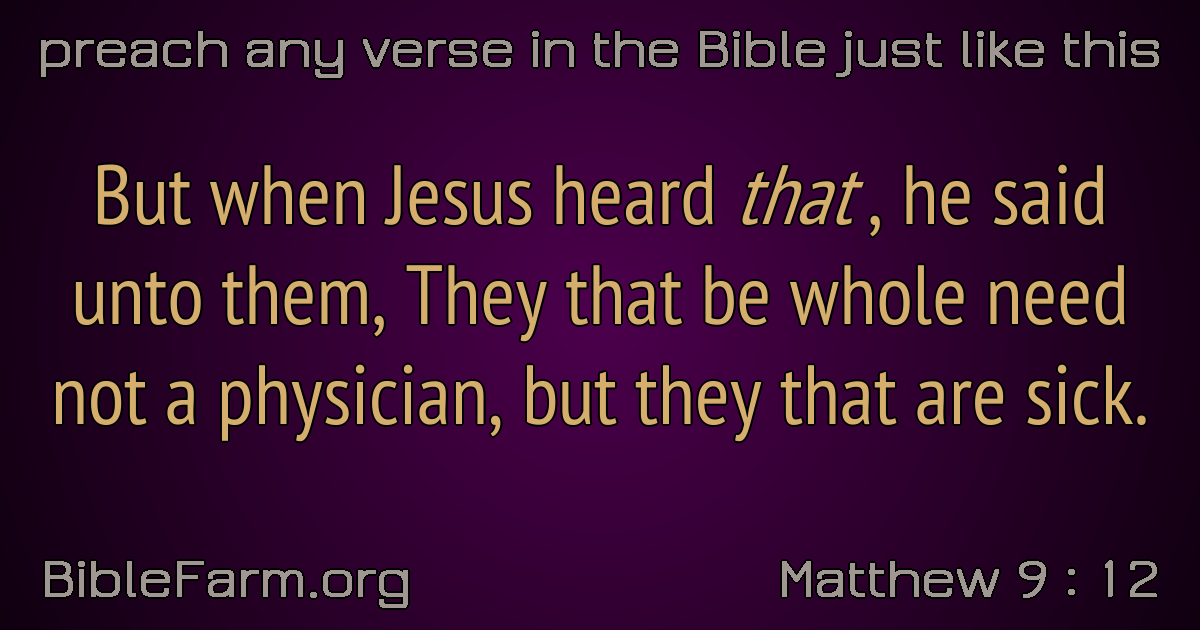 preach any verse in the Bible just like this
But when Jesus heard that , he said
unto them, They that be whole need
not a physician, but they that are sick.
BibleFarm.org
Matthew 9 : 12